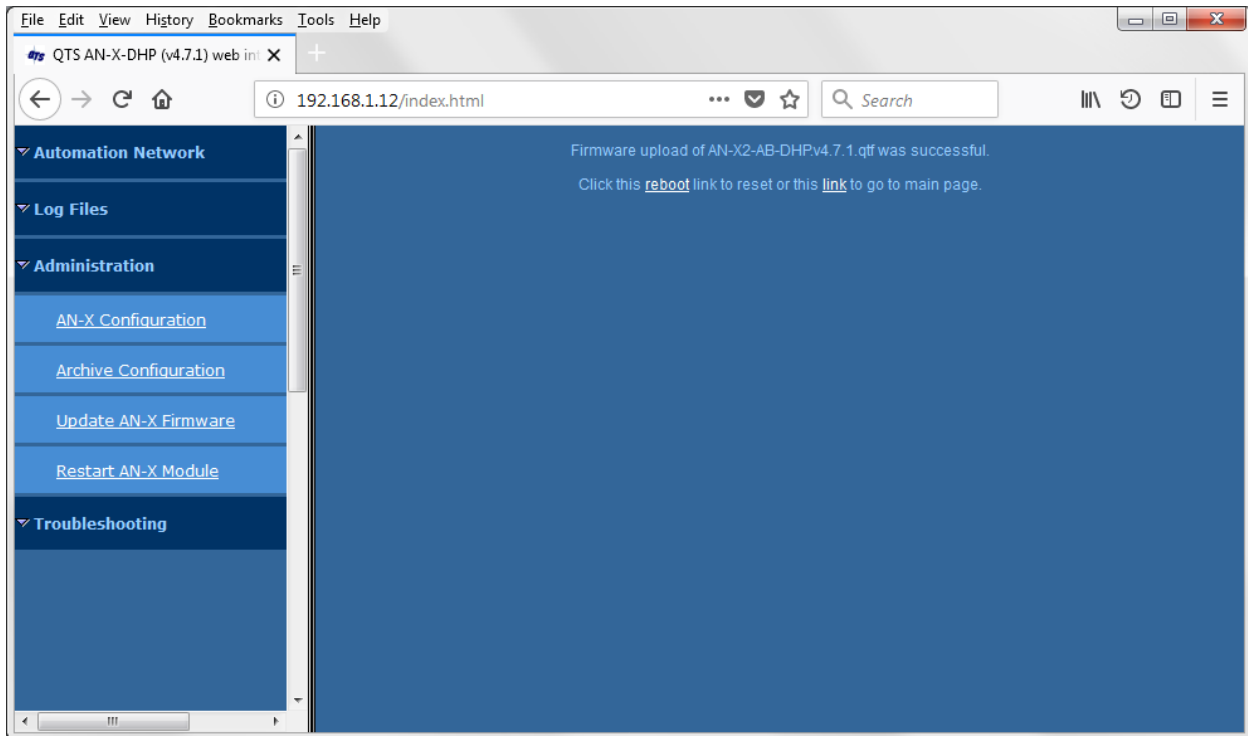 File Edit View History Bookmarks Tools Help
QTS AN-X-DHP (v4.7.1) web int
192.168.1.12/index.html
Search
Automation Network
Log Files
Administration
AN-X Configuration
Archive Configuration
Update AN-X Firmware
Restart AN-X Module
Troubleshooting
Firmware upload of AN-X2-AB-DHP.v4.7.1.qtf was successful.
Click this reboot link to reset or this link to go to main page.